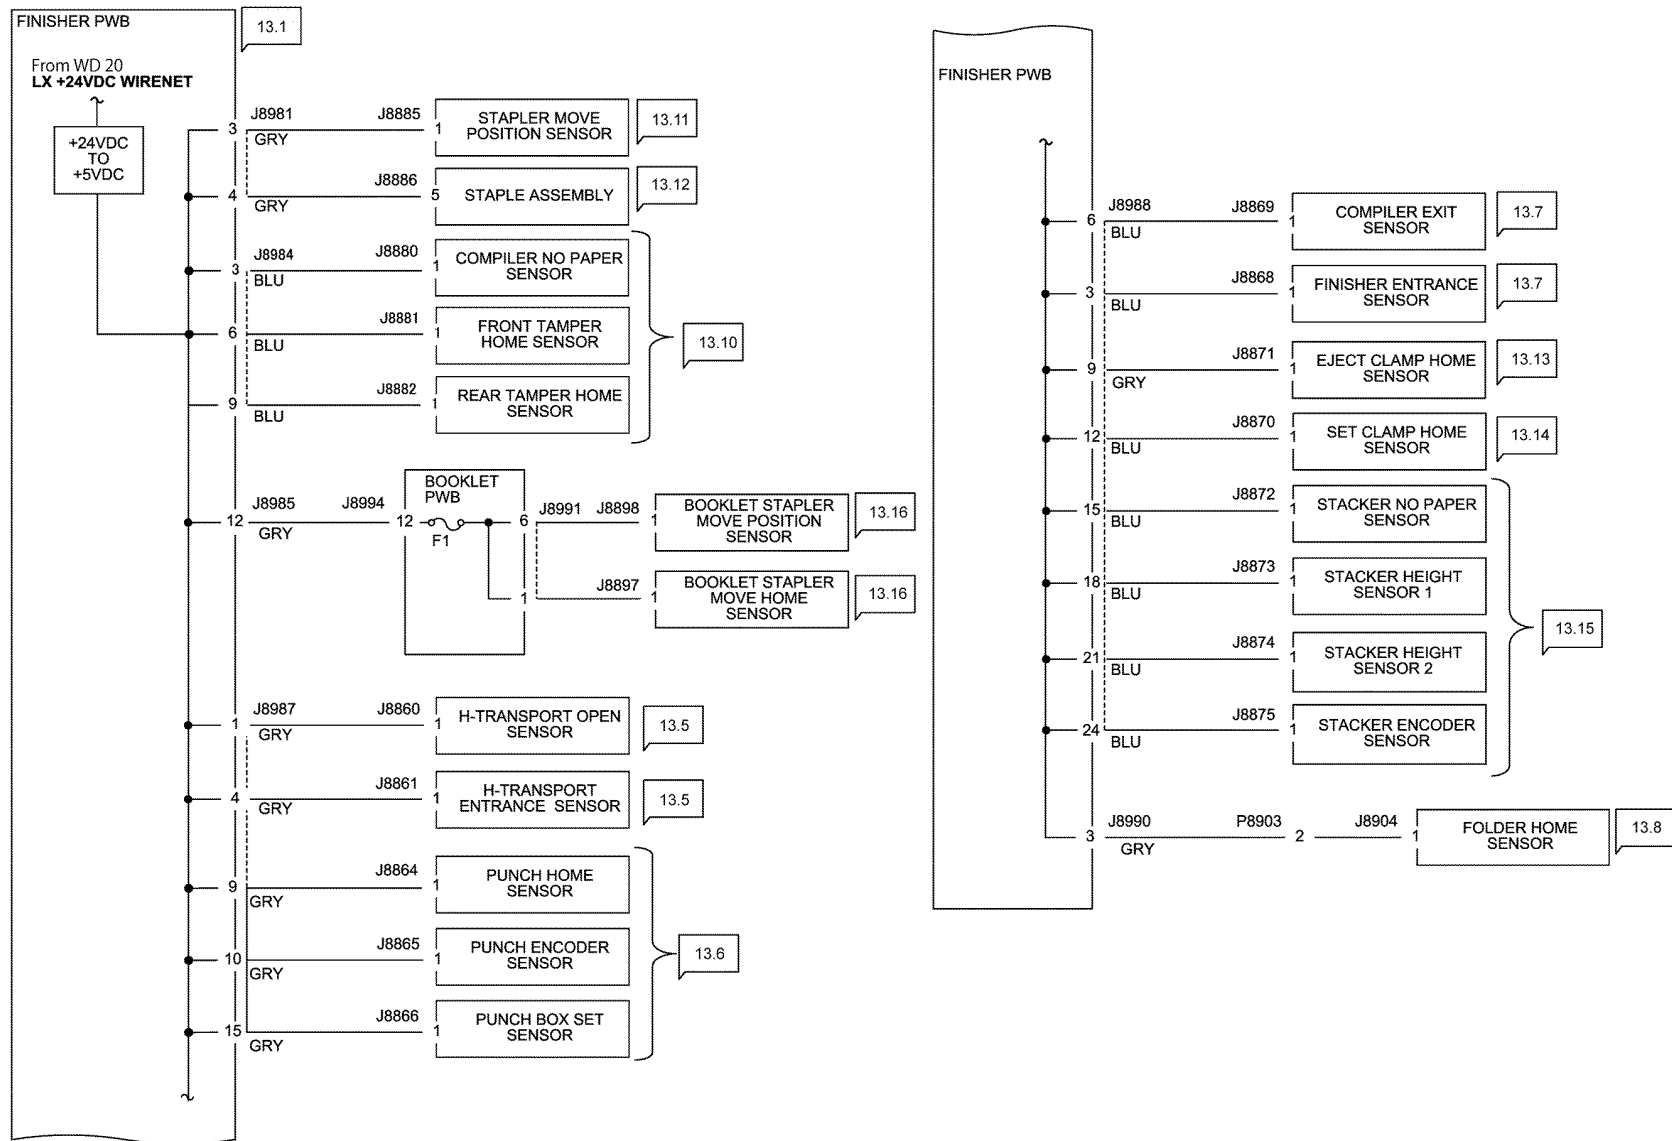 FINISHER PWB
13.1
From WD 20
LX +24VDC WIRENET
+24VDC
TO
+5VDC
3 J8981 GRY J8885 1
STAPLER MOVE
POSITION SENSOR
13.11
4 GRY J8886 5
STAPLE ASSEMBLY
13.12
3 J8984 BLU J8880 1
COMPILER NO PAPER
SENSOR
6 BLU J8881 1
FRONT TAMPER
HOME SENSOR
13.10
9 BLU J8882 1
REAR TAMPER HOME
SENSOR
12 J8985 GRY J8994 12
BOOKLET
PWB
F1
6 J8991 J8898 1
BOOKLET STAPLER
MOVE POSITION
SENSOR
13.16
1 J8897 1
BOOKLET STAPLER
MOVE HOME
SENSOR
13.16
1 J8987 GRY J8860 1
H-TRANSPORT OPEN
SENSOR
13.5
4 GRY J8861 1
H-TRANSPORT
ENTRANCE SENSOR
13.5
9 GRY J8864 1
PUNCH HOME
SENSOR
10 GRY J8865 1
PUNCH ENCODER
SENSOR
13.6
15 GRY J8866 1
PUNCH BOX SET
SENSOR
FINISHER PWB
6 J8988 BLU J8869 1
COMPILER EXIT
SENSOR
13.7
3 BLU J8868 1
FINISHER ENTRANCE
SENSOR
13.7
9 GRY J8871 1
EJECT CLAMP HOME
SENSOR
13.13
12 BLU J8870 1
SET CLAMP HOME
SENSOR
13.14
15 BLU J8872 1
STACKER NO PAPER
SENSOR
18 BLU J8873 1
STACKER HEIGHT
SENSOR 1
13.15
21 BLU J8874 1
STACKER HEIGHT
SENSOR 2
24 BLU J8875 1
STACKER ENCODER
SENSOR
3 J8990 GRY P8903 2 J8904 1
FOLDER HOME
SENSOR
13.8